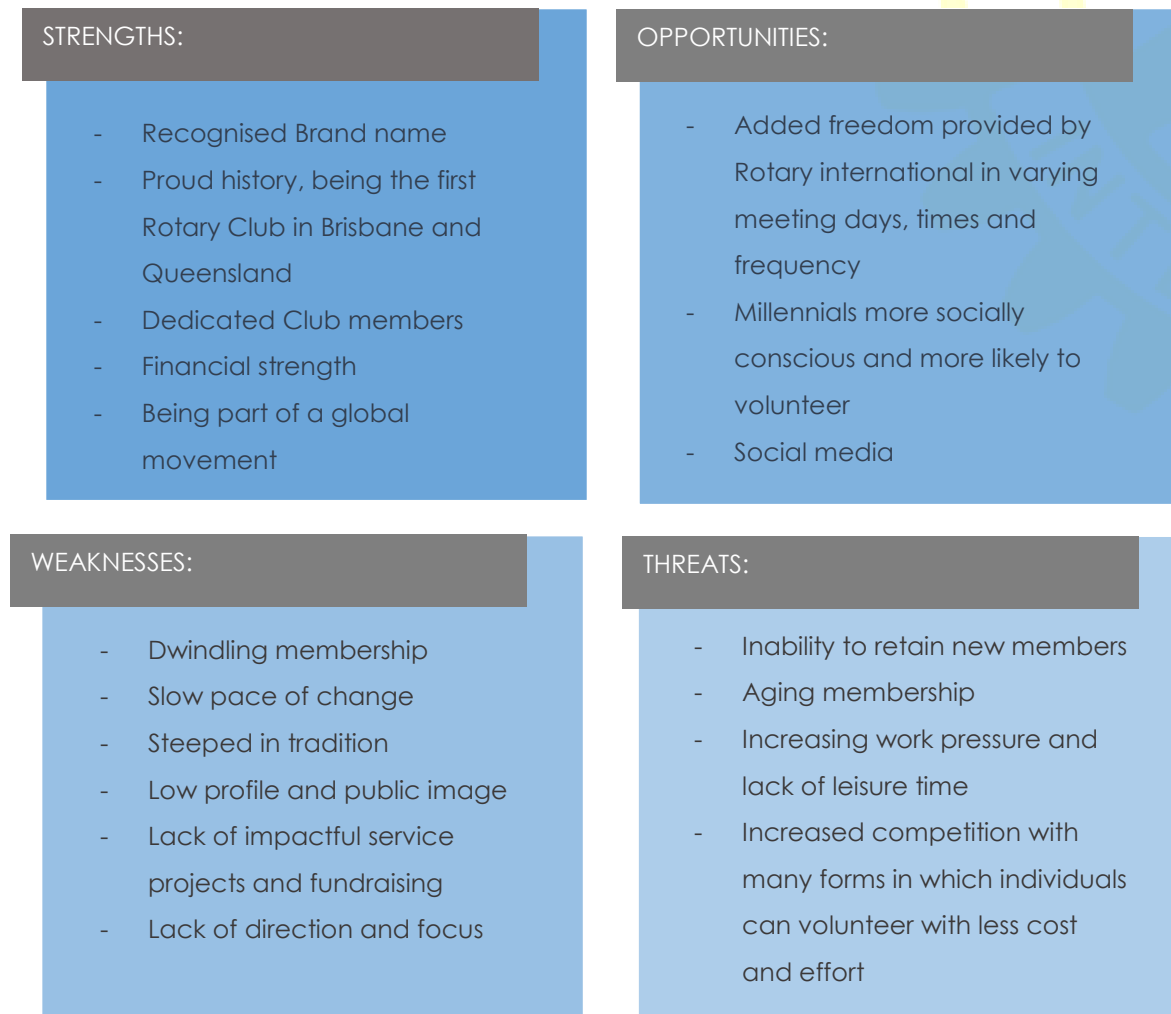 STRENGTHS:
- Recognised Brand name
- Proud history, being the first
Rotary Club in Brisbane and
Queensland
- Dedicated Club members
- Financial strength
- Being part of a global
movement
OPPORTUNITIES:
- Added freedom provided by
Rotary international in varying
meeting days, times and
frequency
- Millennials more socially
conscious and more likely to
volunteer
- Social media
WEAKNESSES:
- Dwindling membership
- Slow pace of change
- Steeped in tradition
- Low profile and public image
- Lack of impactful service
projects and fundraising
- Lack of direction and focus
THREATS:
- Inability to retain new members
- Aging membership
- Increasing work pressure and
lack of leisure time
- Increased competition with
many forms in which individuals
can volunteer with less cost
and effort